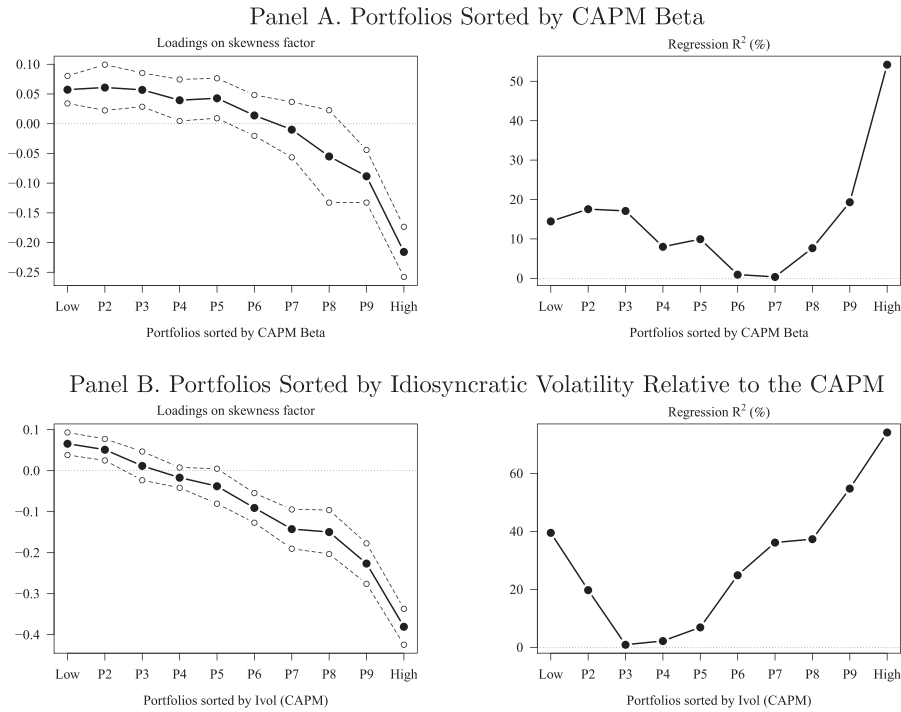 Panel A. Portfolios Sorted by CAPM Beta
Loadings on skewness factor
0.10
0.05
0.00
−0.05
−0.10
−0.15
−0.20
−0.25
Low P2 P3 P4 P5 P6 P7 P8 P9 High
Portfolios sorted by CAPM Beta
Regression R² (%)
50
40
30
20
10
0
Low P2 P3 P4 P5 P6 P7 P8 P9 High
Portfolios sorted by CAPM Beta
Panel B. Portfolios Sorted by Idiosyncratic Volatility Relative to the CAPM
Loadings on skewness factor
0.1
0.0
−0.1
−0.2
−0.3
−0.4
Low P2 P3 P4 P5 P6 P7 P8 P9 High
Portfolios sorted by Ivol (CAPM)
Regression R² (%)
60
40
20
0
Low P2 P3 P4 P5 P6 P7 P8 P9 High
Portfolios sorted by Ivol (CAPM)